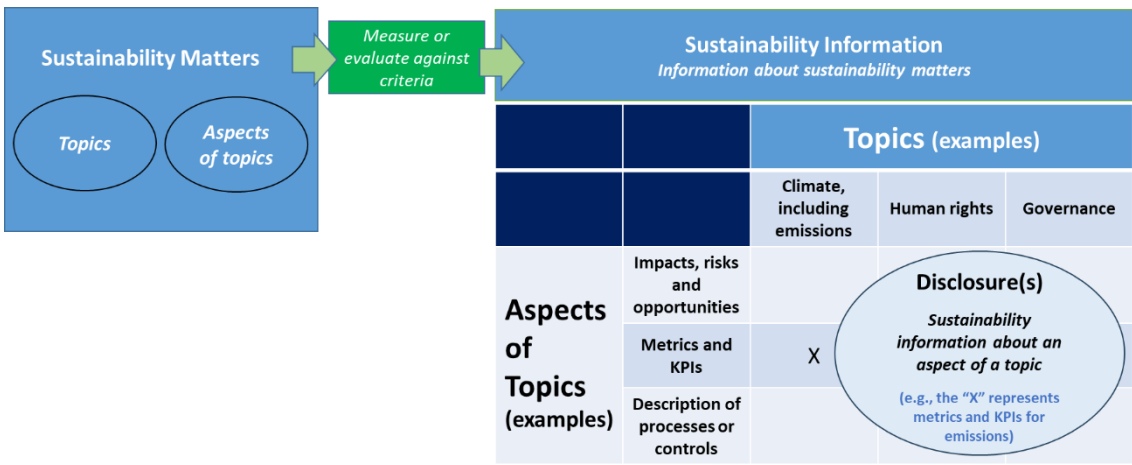 Sustainability Matters
Topics
Aspects
of topics
Measure or
evaluate against
criteria
Sustainability Information
Information about sustainability matters
Topics (examples)
Climate,
including
emissions
Human rights
Governance
Aspects
of
Topics
(examples)
Impacts, risks
and
opportunities
Metrics and
KPIs
X
Description of
processes or
controls
Disclosure(s)
Sustainability
information about an
aspect of a topic
(e.g., the “X” represents
metrics and KPIs for
emissions)